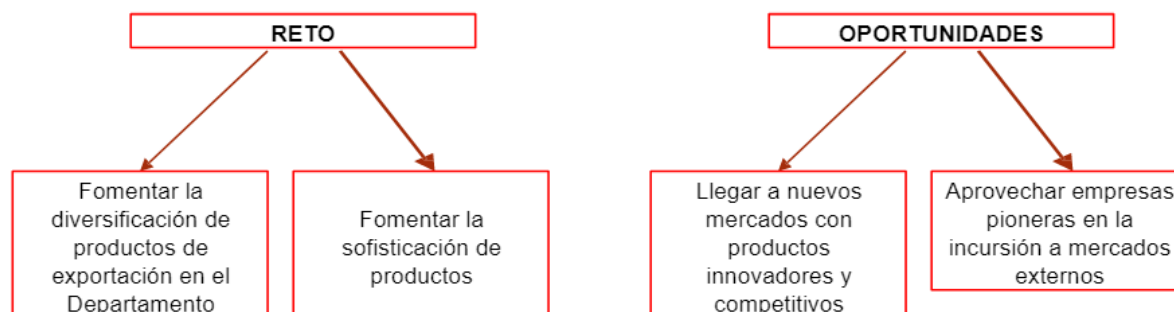 RETO
Fomentar la
diversificación de
productos de
exportación en el
Departamento
Fomentar la
sofisticación de
productos
OPORTUNIDADES
Llegar a nuevos
mercados con
productos
innovadores y
competitivos
Aprovechar empresas
pioneras en la
incursión a mercados
externos